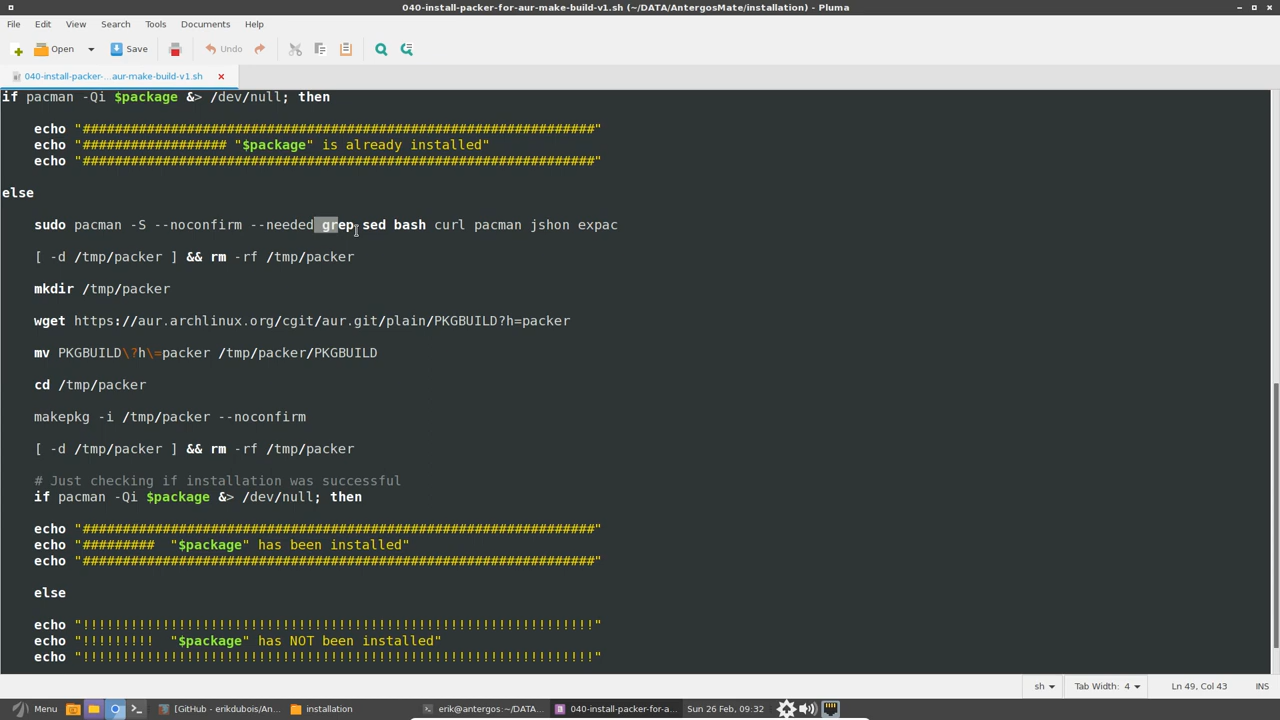 040-install-packer-for-aur-make-build-v1.sh (~/DATA/AntergosMate/installation) - Pluma
File Edit View Search Tools Documents Help
Open Save Undo
040-install-packer-...aur-make-build-v1.sh
if pacman -Qi $package &> /dev/null; then
echo "################################################################"
echo "################## "$package" is already installed"
echo "################################################################"
else
sudo pacman -S --noconfirm --needed grep sed bash curl pacman jshon expac
[ -d /tmp/packer ] && rm -rf /tmp/packer
mkdir /tmp/packer
wget https://aur.archlinux.org/cgit/aur.git/plain/PKGBUILD?h=packer
mv PKGBUILD\?h\=packer /tmp/packer/PKGBUILD
cd /tmp/packer
makepkg -i /tmp/packer --noconfirm
[ -d /tmp/packer ] && rm -rf /tmp/packer
# Just checking if installation was successful
if pacman -Qi $package &> /dev/null; then
echo "################################################################"
echo "#########  "$package" has been installed"
echo "################################################################"
else
echo "!!!!!!!!!!!!!!!!!!!!!!!!!!!!!!!!!!!!!!!!!!!!!!!!!!!!!!!!!!!!!!!!"
echo "!!!!!!!!!  "$package" has NOT been installed"
echo "!!!!!!!!!!!!!!!!!!!!!!!!!!!!!!!!!!!!!!!!!!!!!!!!!!!!!!!!!!!!!!!!"
sh Tab Width: 4 Ln 49, Col 43 INS
Menu [GitHub - erikdubois/An... installation erik@antergos:~/DATA... 040-install-packer-for-a... Sun 26 Feb, 09:32